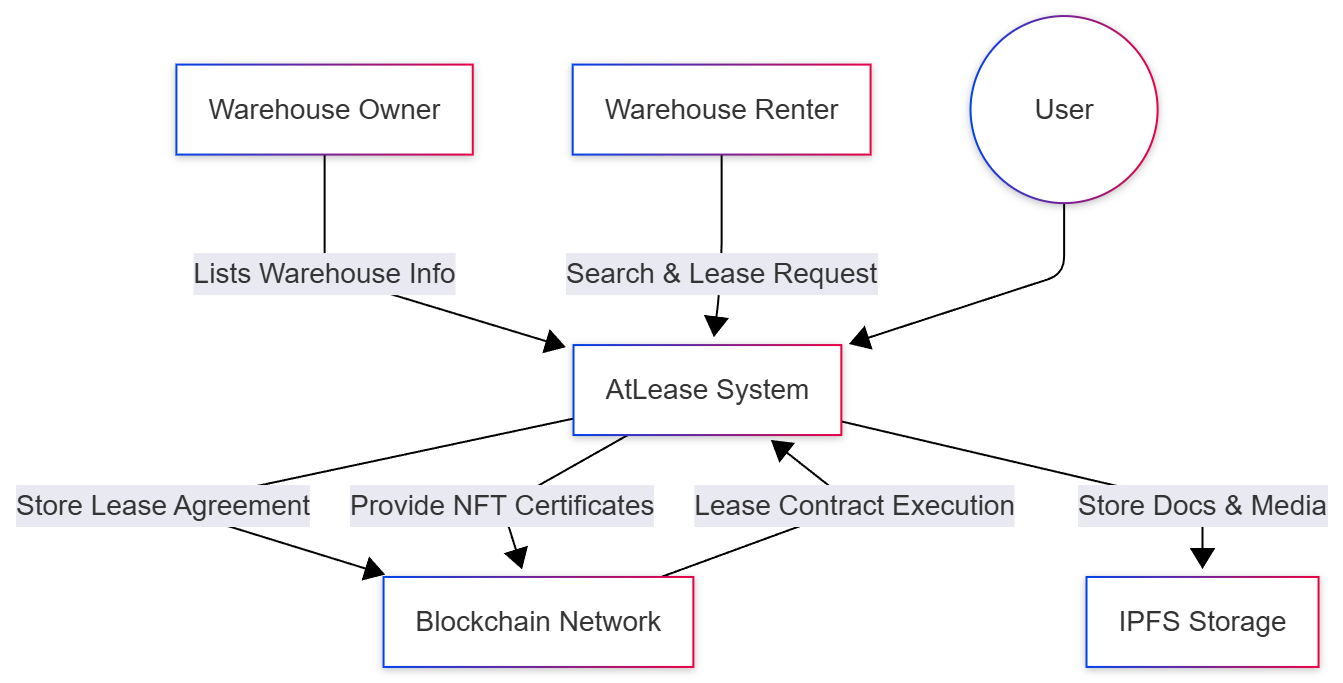 Warehouse Owner
Warehouse Renter
User
Lists Warehouse Info
Search & Lease Request
AtLease System
Store Lease Agreement
Provide NFT Certificates
Lease Contract Execution
Store Docs & Media
Blockchain Network
IPFS Storage